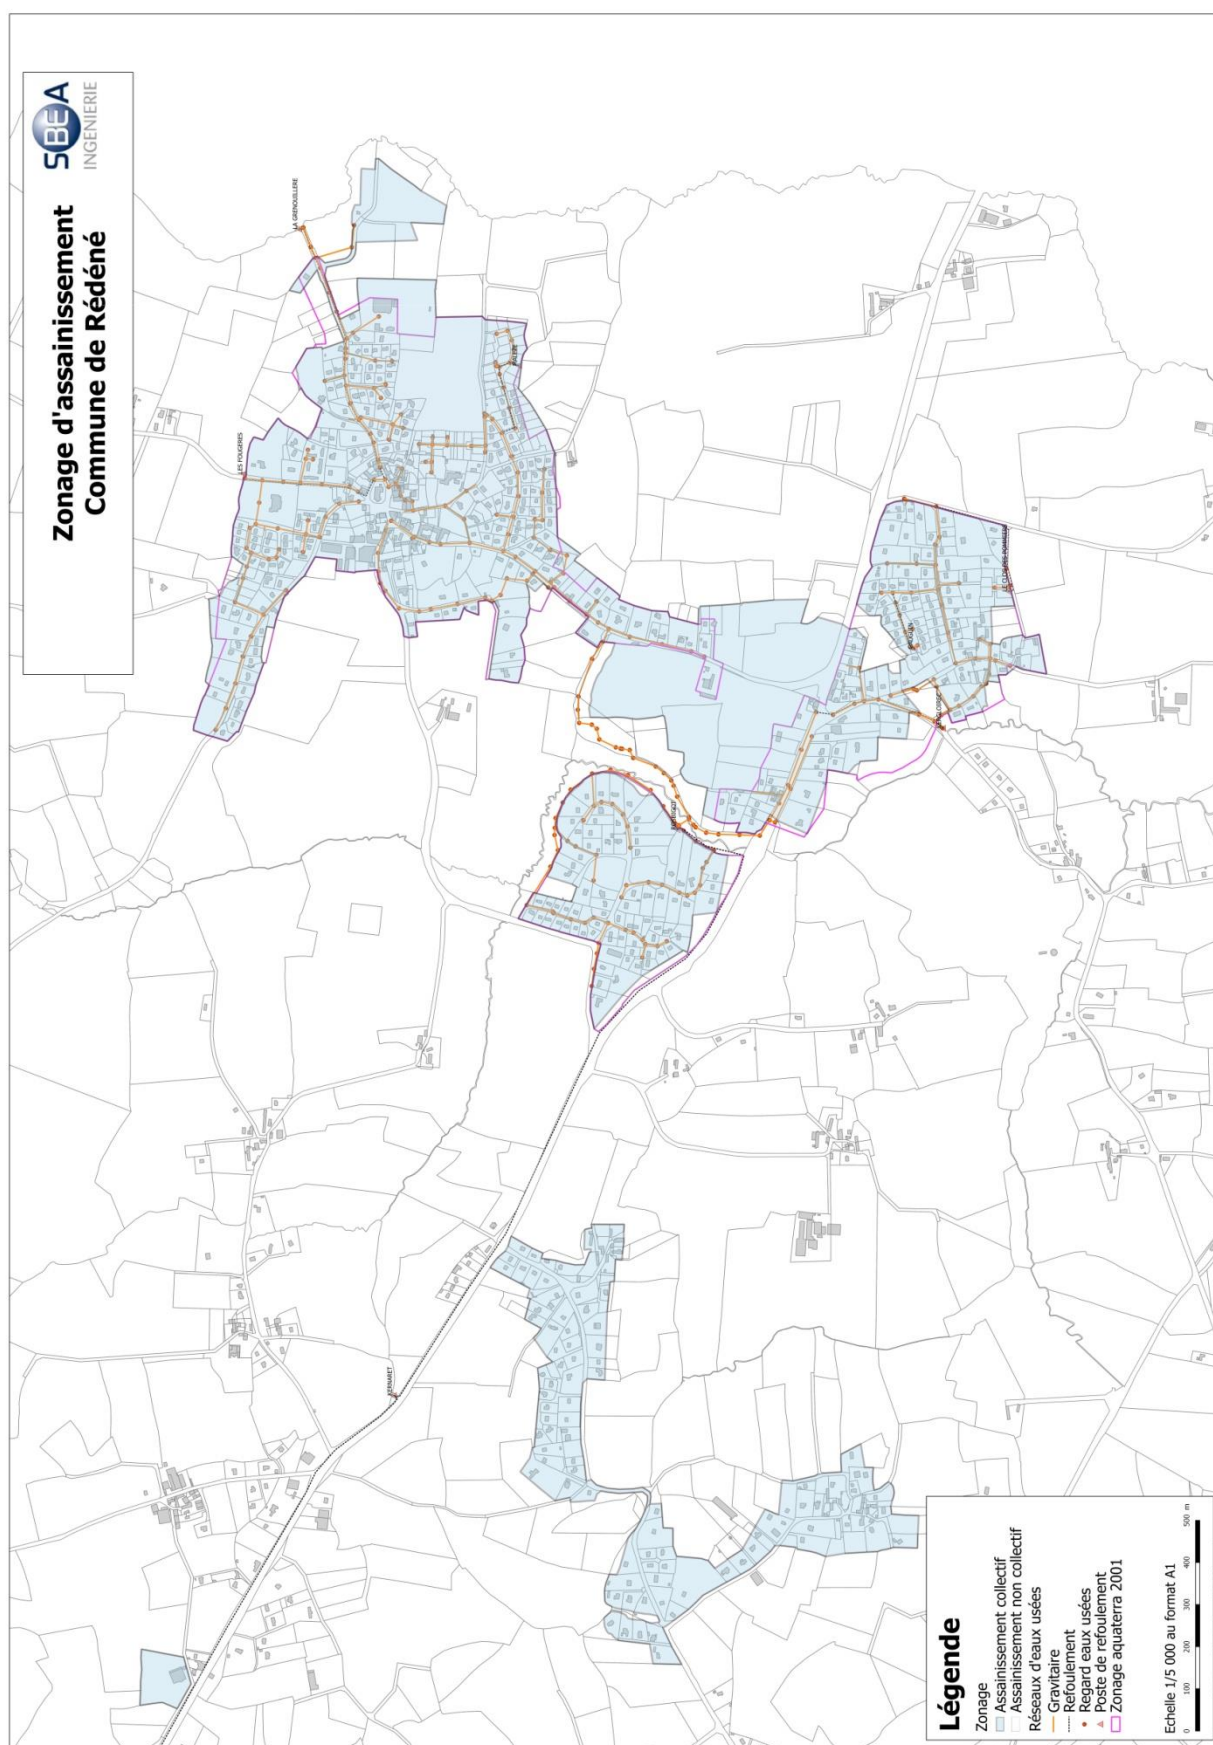 Zonage d'assainissement
Commune de Rédéné
SBEA
INGENIERIE
LA GRENOUILLERE
LES FOUGERES
KERNARET
Légende
Zonage
Assainissement collectif
Assainissement non collectif
Réseaux d'eaux usées
Gravitaire
Refoulement
Regard eaux usées
Poste de refoulement
Zonage aquaterra 2001
Echelle 1/5 000 au format A1
0 100 200 300 400 500 m